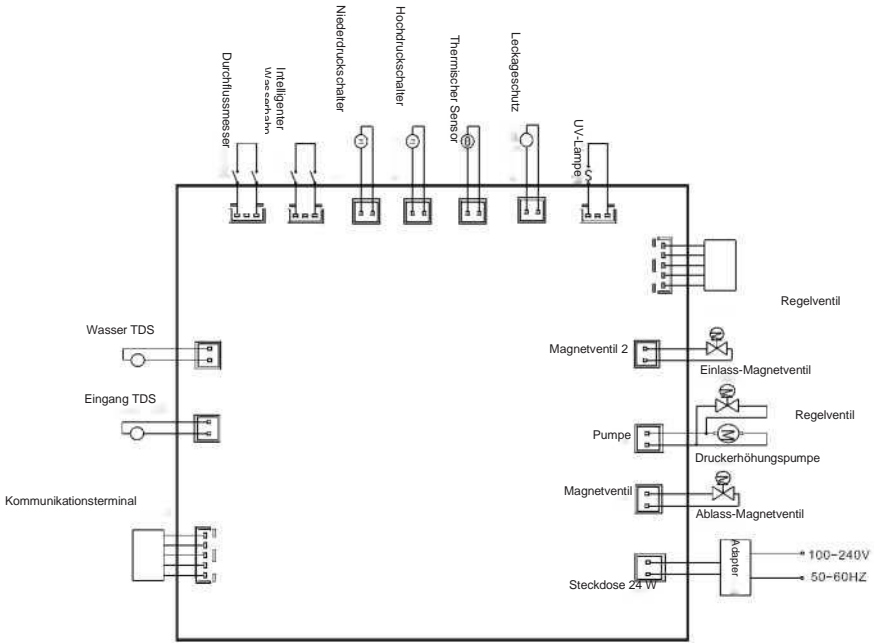 Durchflussmesser
Intelligenter
Wasserhahn
Niederdruckschalter
Hochdruckschalter
Thermischer Sensor
Leckageschutz
UV-Lampe
S
Regelventil
Wasser TDS
Magnetventil 2
Einlass-Magnetventil
Eingang TDS
Regelventil
Pumpe
M
Druckerhöhungspumpe
Kommunikationsterminal
Magnetventil
Ablass-Magnetventil
Adapter
100-240V
Steckdose 24 W
50-60HZ